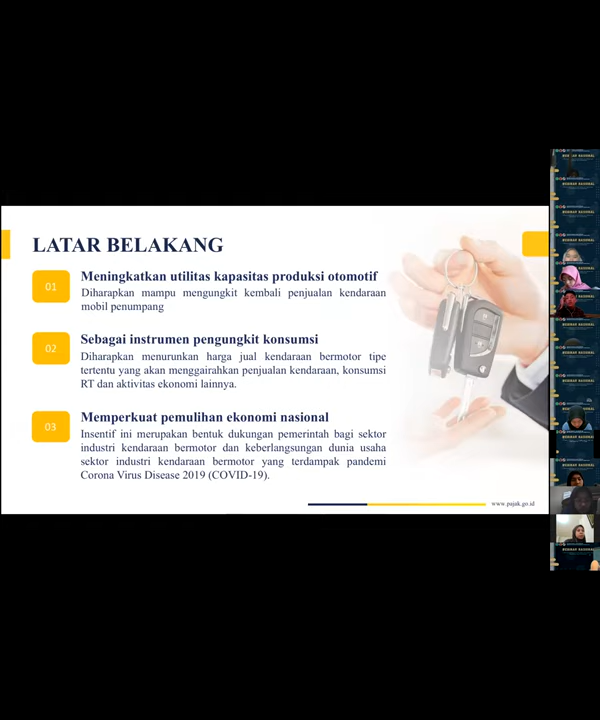 LATAR BELAKANG
01
Meningkatkan utilitas kapasitas produksi otomotif
Diharapkan mampu mengungkit kembali penjualan kendaraan
mobil penumpang
02
Sebagai instrumen pengungkit konsumsi
Diharapkan menurunkan harga jual kendaraan bermotor tipe
tertentu yang akan menggairahkan penjualan kendaraan, konsumsi
RT dan aktivitas ekonomi lainnya.
03
Memperkuat pemulihan ekonomi nasional
Insentif ini merupakan bentuk dukungan pemerintah bagi sektor
industri kendaraan bermotor dan keberlangsungan dunia usaha
sektor industri kendaraan bermotor yang terdampak pandemi
Corona Virus Disease 2019 (COVID-19).
www.pajak.go.id